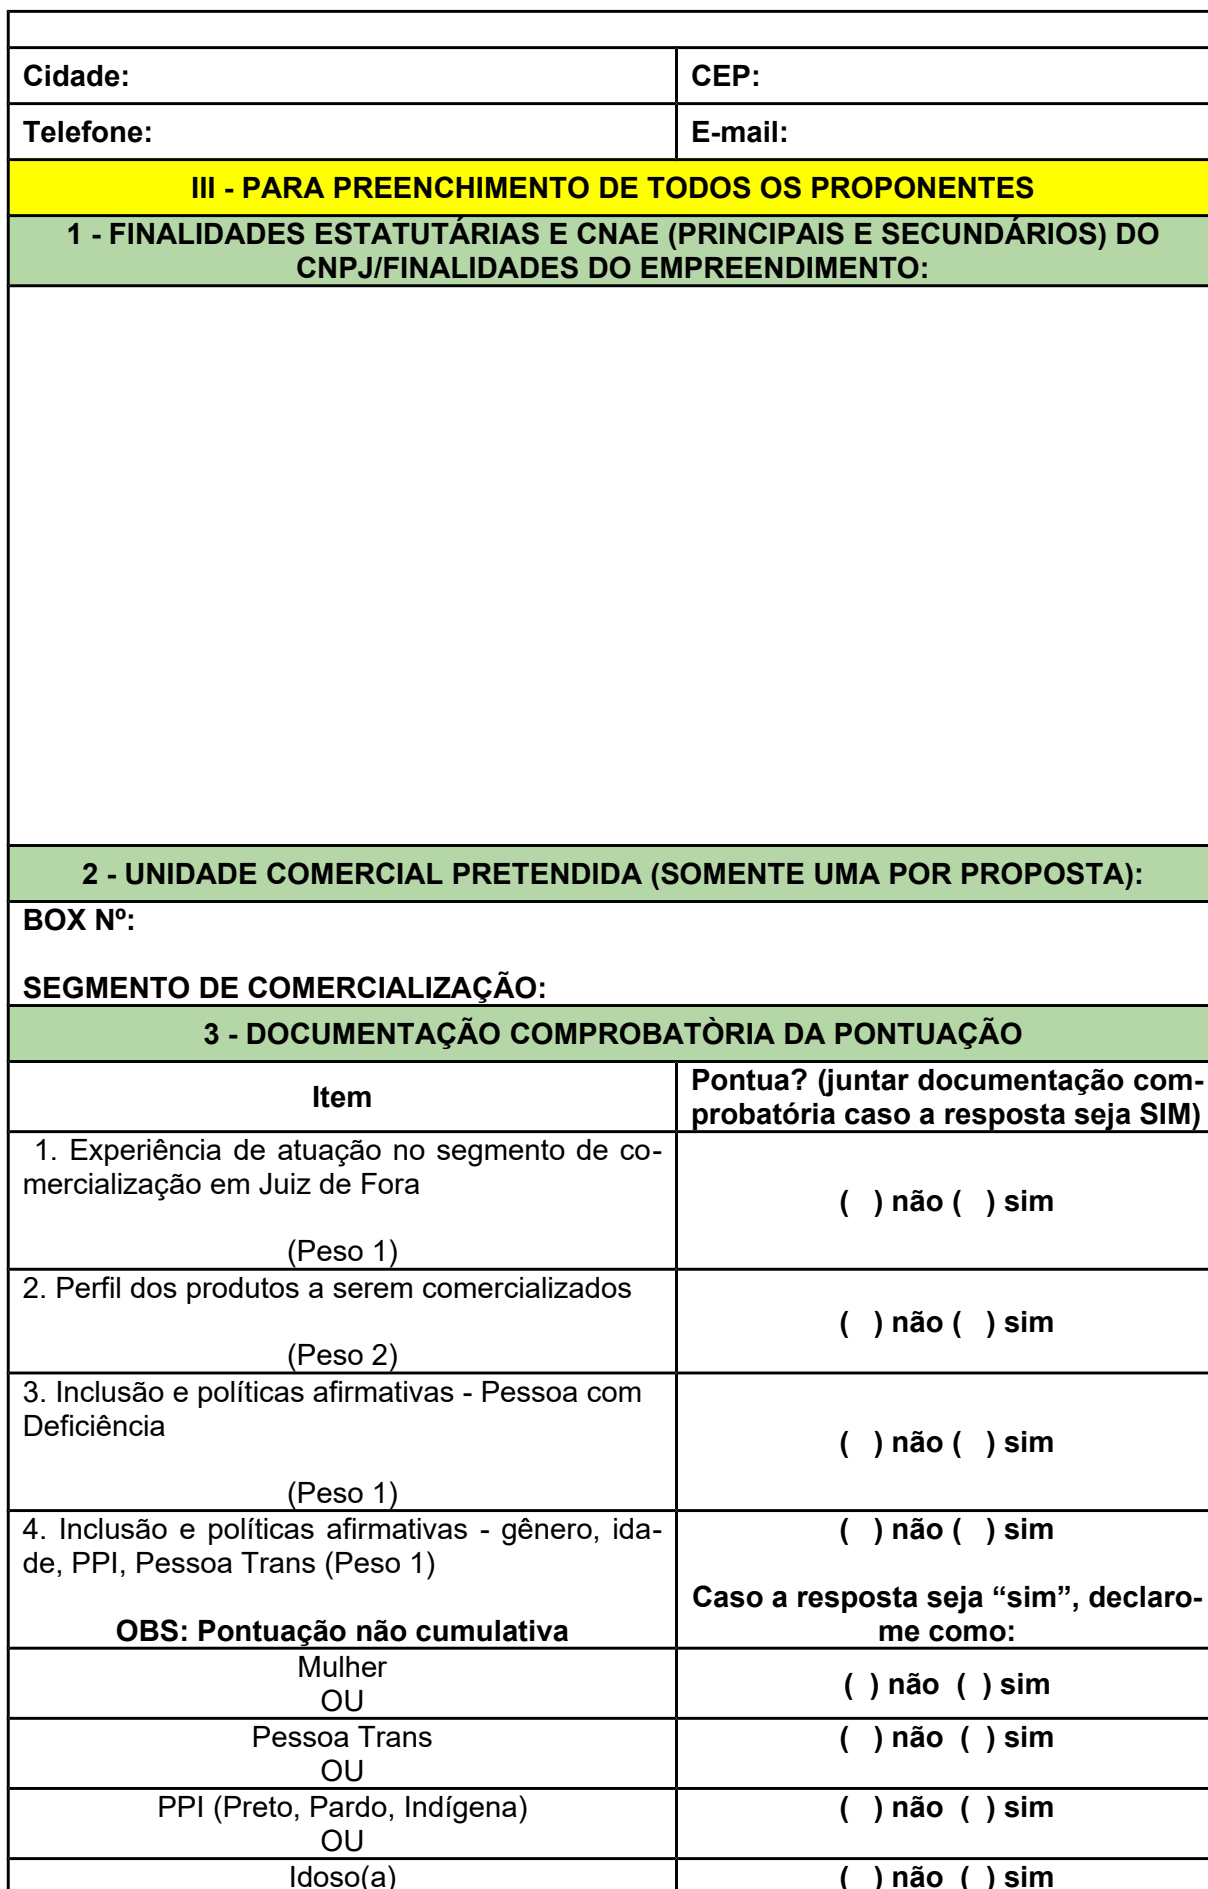 Cidade:
CEP:
Telefone:
E-mail:
III - PARA PREENCHIMENTO DE TODOS OS PROPONENTES
1 - FINALIDADES ESTATUTÁRIAS E CNAE (PRINCIPAIS E SECUNDÁRIOS) DO
CNPJ/FINALIDADES DO EMPREENDIMENTO:
2 - UNIDADE COMERCIAL PRETENDIDA (SOMENTE UMA POR PROPOSTA):
BOX Nº:
SEGMENTO DE COMERCIALIZAÇÃO:
3 - DOCUMENTAÇÃO COMPROBATÒRIA DA PONTUAÇÃO
Item
Pontua? (juntar documentação com-
probatória caso a resposta seja SIM)
1. Experiência de atuação no segmento de co-
mercialização em Juiz de Fora
(Peso 1)
(   ) não (   ) sim
2. Perfil dos produtos a serem comercializados
(Peso 2)
(   ) não (   ) sim
3. Inclusão e políticas afirmativas - Pessoa com
Deficiência
(Peso 1)
(   ) não (   ) sim
4. Inclusão e políticas afirmativas - gênero, ida-
de, PPI, Pessoa Trans (Peso 1)
OBS: Pontuação não cumulativa
(   ) não (   ) sim
Caso a resposta seja “sim”, declaro-
me como:
Mulher
OU
(  ) não  (  ) sim
Pessoa Trans
OU
(   ) não  (  ) sim
PPI (Preto, Pardo, Indígena)
OU
(   ) não  (  ) sim
Idoso(a)
(   ) não  (  ) sim